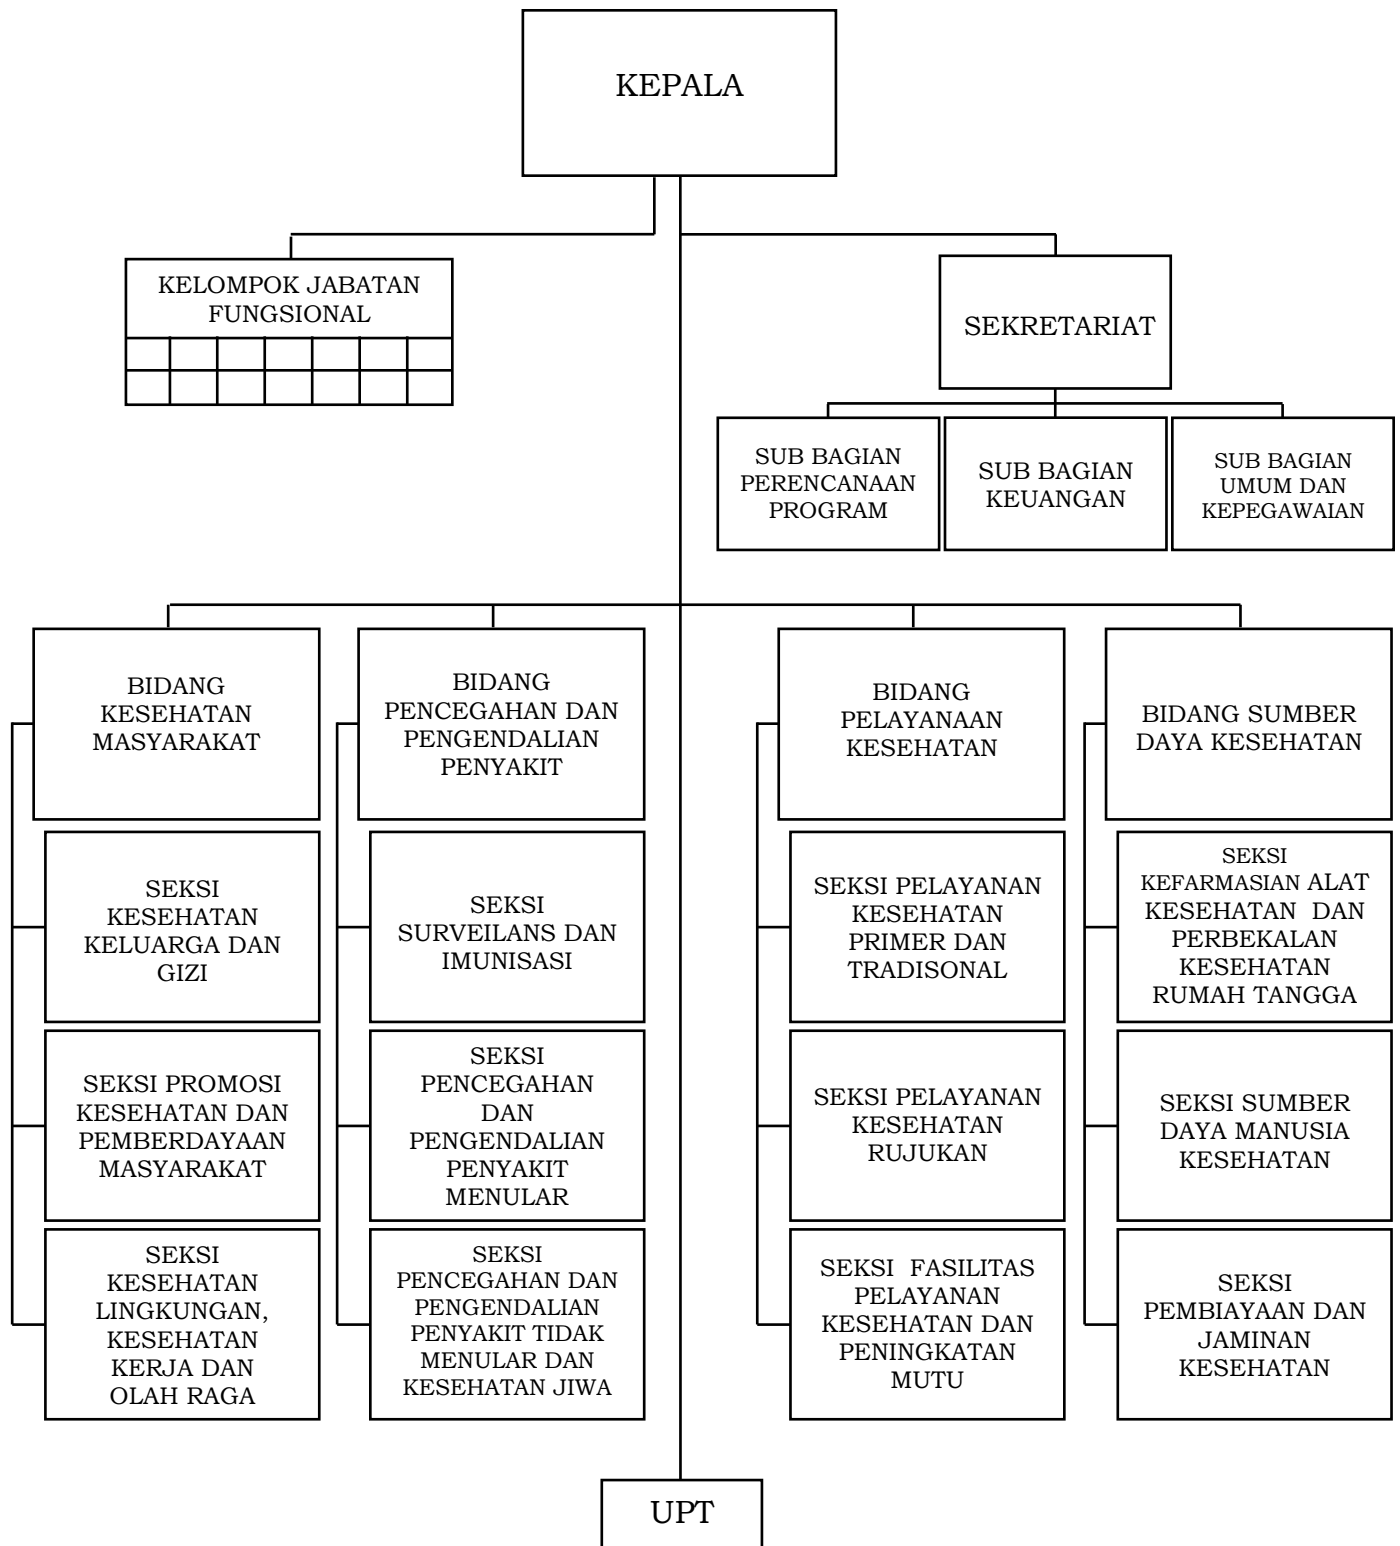 KEPALA
KELOMPOK JABATAN
FUNGSIONAL
SEKRETARIAT
SUB BAGIAN
PERENCANAAN
PROGRAM
SUB BAGIAN
KEUANGAN
SUB BAGIAN
UMUM DAN
KEPEGAWAIAN
BIDANG
KESEHATAN
MASYARAKAT
BIDANG
PENCEGAHAN DAN
PENGENDALIAN
PENYAKIT
BIDANG
PELAYANAAN
KESEHATAN
BIDANG SUMBER
DAYA KESEHATAN
SEKSI
KESEHATAN
KELUARGA DAN
GIZI
SEKSI
SURVEILANS DAN
IMUNISASI
SEKSI PELAYANAN
KESEHATAN
PRIMER DAN
TRADISONAL
SEKSI
KEFARMASIAN ALAT
KESEHATAN  DAN
PERBEKALAN
KESEHATAN
RUMAH TANGGA
SEKSI PROMOSI
KESEHATAN DAN
PEMBERDAYAAN
MASYARAKAT
SEKSI
PENCEGAHAN
DAN
PENGENDALIAN
PENYAKIT
MENULAR
SEKSI PELAYANAN
KESEHATAN
RUJUKAN
SEKSI SUMBER
DAYA MANUSIA
KESEHATAN
SEKSI
KESEHATAN
LINGKUNGAN,
KESEHATAN
KERJA DAN
OLAH RAGA
SEKSI
PENCEGAHAN DAN
PENGENDALIAN
PENYAKIT TIDAK
MENULAR DAN
KESEHATAN JIWA
SEKSI  FASILITAS
PELAYANAN
KESEHATAN DAN
PENINGKATAN
MUTU
SEKSI
PEMBIAYAAN DAN
JAMINAN
KESEHATAN
UPT